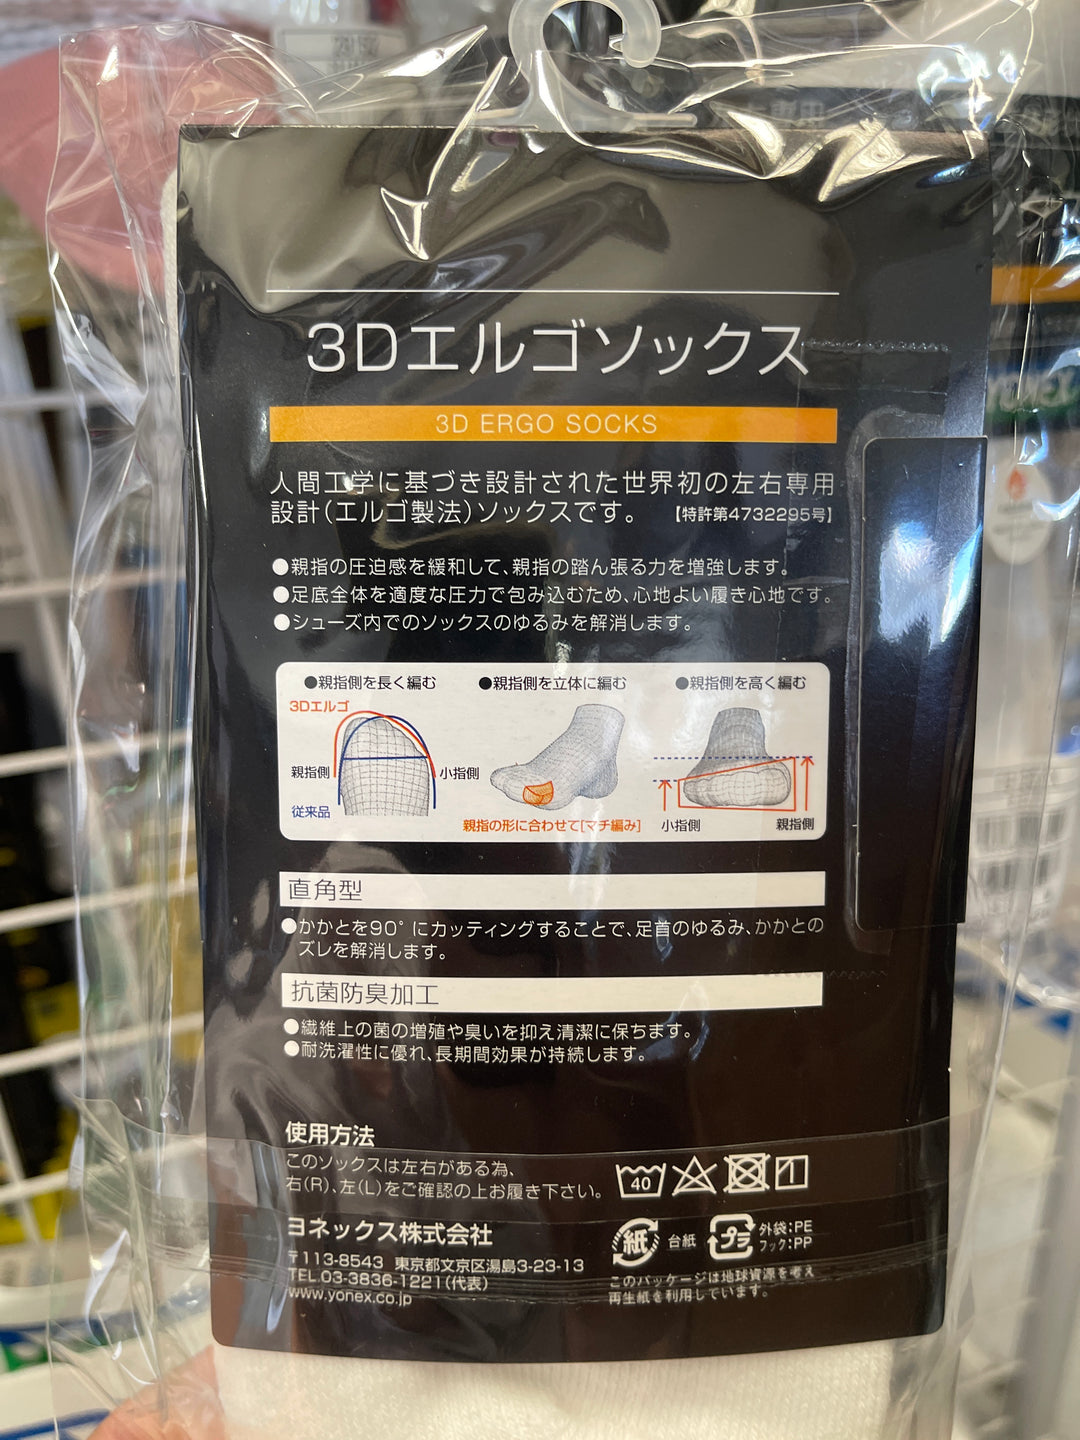 3Dエルゴソックス
3D ERGO SOCKS
人間工学に基づき設計された世界初の左右専用
設計(エルゴ製法)ソックスです。 【特許第4732295号】
●親指の圧迫感を緩和して、親指の踏ん張る力を増強します。
●足底全体を適度な圧力で包み込むため、心地よい履き心地です。
●シューズ内でのソックスのゆるみを解消します。
●親指側を長く編む ●親指側を立体に編む ●親指側を高く編む
3Dエルゴ
親指側 小指側
従来品
親指の形に合わせて[マチ編み] 小指側 親指側
直角型
●かかとを90°にカッティングすることで、足首のゆるみ、かかとの
ズレを解消します。
抗菌防臭加工
●繊維上の菌の増殖や臭いを抑え清潔に保ちます。
●耐洗濯性に優れ、長期間効果が持続します。
使用方法
このソックスは左右がある為、
右(R)、左(L)をご確認の上お履き下さい。
40
ヨネックス株式会社
〒113-8543 東京都文京区湯島3-23-13
TEL.03-3836-1221(代表)
www.yonex.co.jp
紙 台紙 プラ 外袋:PE
フック:PP
このパッケージは地球資源を考え
再生紙を利用しています。